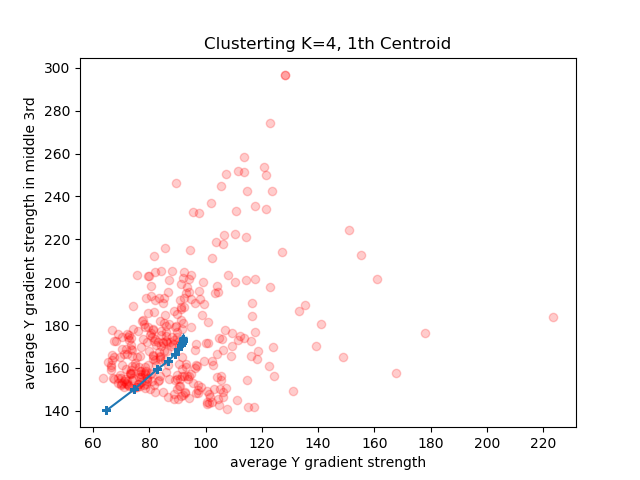 Clusterting K=4, 1th Centroid
300
280
260
240
220
200
180
160
140
average Y gradient strength in middle 3rd
60 80 100 120 140 160 180 200 220
average Y gradient strength